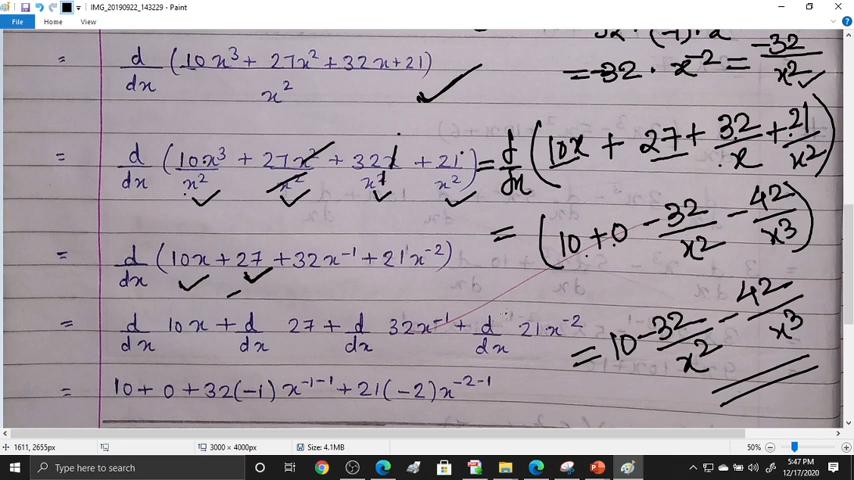 IMG_20190922_143229 - Paint
File Home View
= d/dx (10x³ + 27x² + 32x + 21)
x²
= -32 · x⁻² = -32/x²
= d/dx (10x³/x² + 27x²/x² + 32x/x² + 21/x²) = d/dx (10x + 27 + 32/x + 21/x²)
= (10 + 0 - 32/x² - 42/x³)
= d/dx (10x + 27 + 32x⁻¹ + 21x⁻²)
= d/dx 10x + d/dx 27 + d/dx 32x⁻¹ + d/dx 21x⁻²
= 10 - 32/x² - 42/x³
= 10 + 0 + 32(-1) x⁻¹⁻¹ + 21(-2) x⁻²⁻¹
1611, 2655px 3000 × 4000px Size: 4.1MB 50%
Type here to search
5:47 PM
12/17/2020